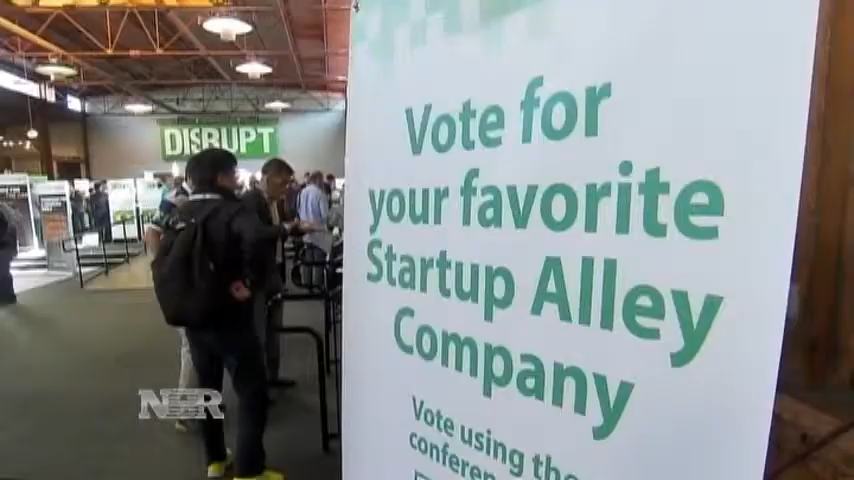 DISRUPT
Vote for
your favorite
Startup Alley
Company
Vote using the
conferen
NBR